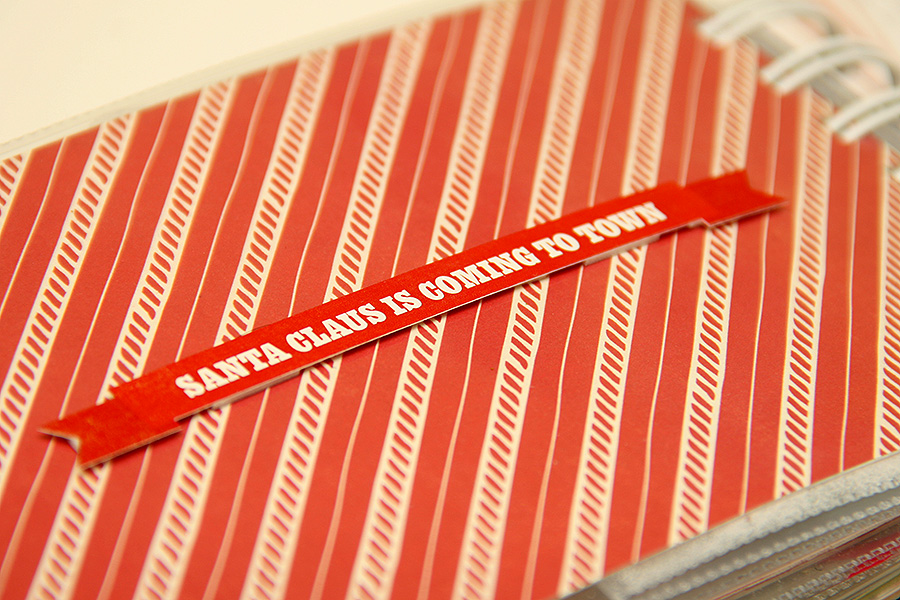 SANTA CLAUS IS COMING TO TOWN